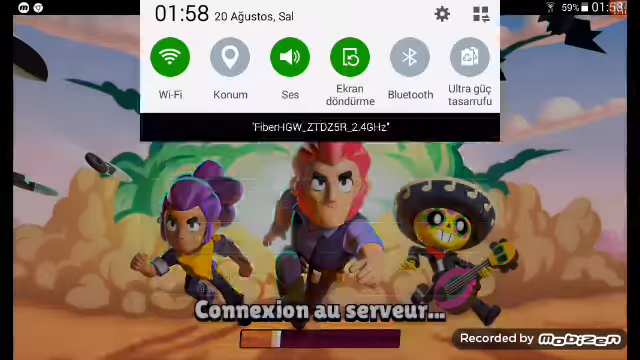 01:58 20 Ağustos, Sal
59% 01:58
Wi-Fi
Konum
Ses
Ekran
döndürme
Bluetooth
Ultra güç
tasarrufu
"FiberHGW_ZTDZ5R_2.4GHz"
Connexion au serveur...
Recorded by mobizen